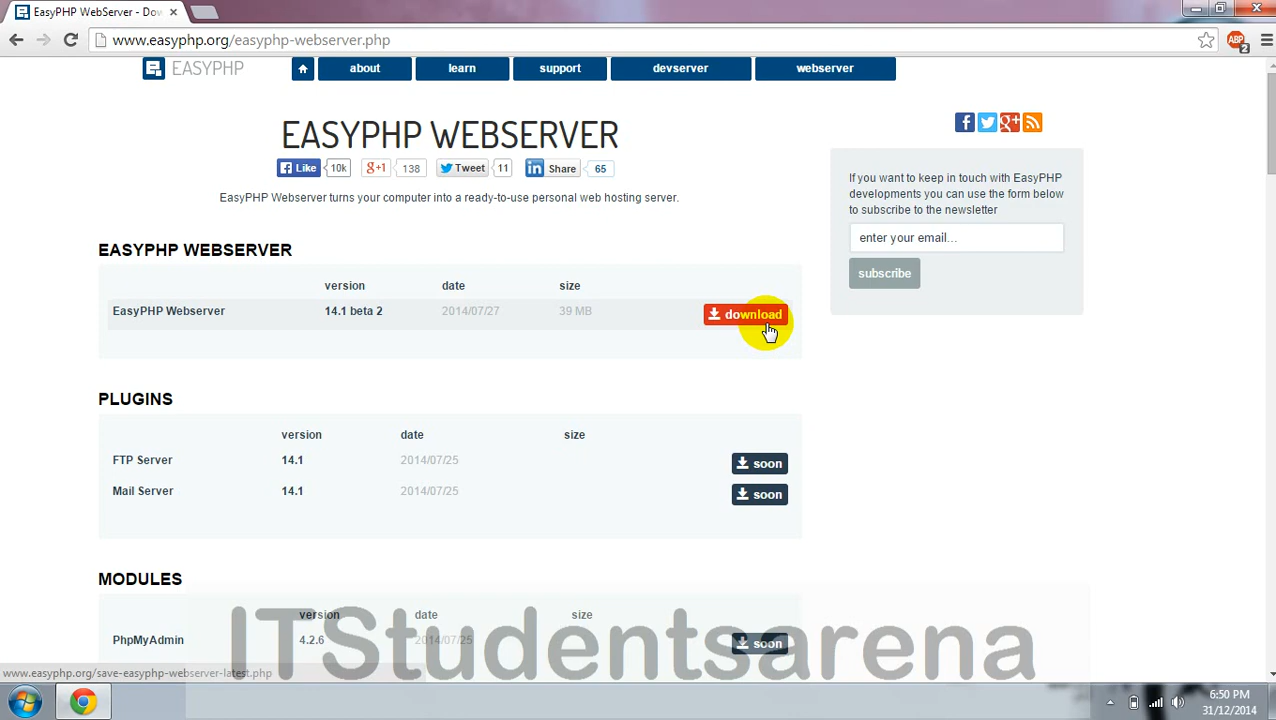 EasyPHP WebServer - Dow
www.easyphp.org/easyphp-webserver.php
ABP
2
EASYPHP
about
learn
support
devserver
webserver
EASYPHP WEBSERVER
Like
10k
g+1
138
Tweet
11
in
Share
65
EasyPHP Webserver turns your computer into a ready-to-use personal web hosting server.
If you want to keep in touch with EasyPHP
developments you can use the form below
to subscribe to the newsletter
enter your email...
subscribe
EASYPHP WEBSERVER
version date size
EasyPHP Webserver 14.1 beta 2 2014/07/27 39 MB download
PLUGINS
version date size
FTP Server 14.1 2014/07/25 soon
Mail Server 14.1 2014/07/25 soon
MODULES
version date size
PhpMyAdmin 4.2.6 2014/07/25 soon
ITStudentsarena
www.easyphp.org/save-easyphp-webserver-latest.php
6:50 PM
31/12/2014